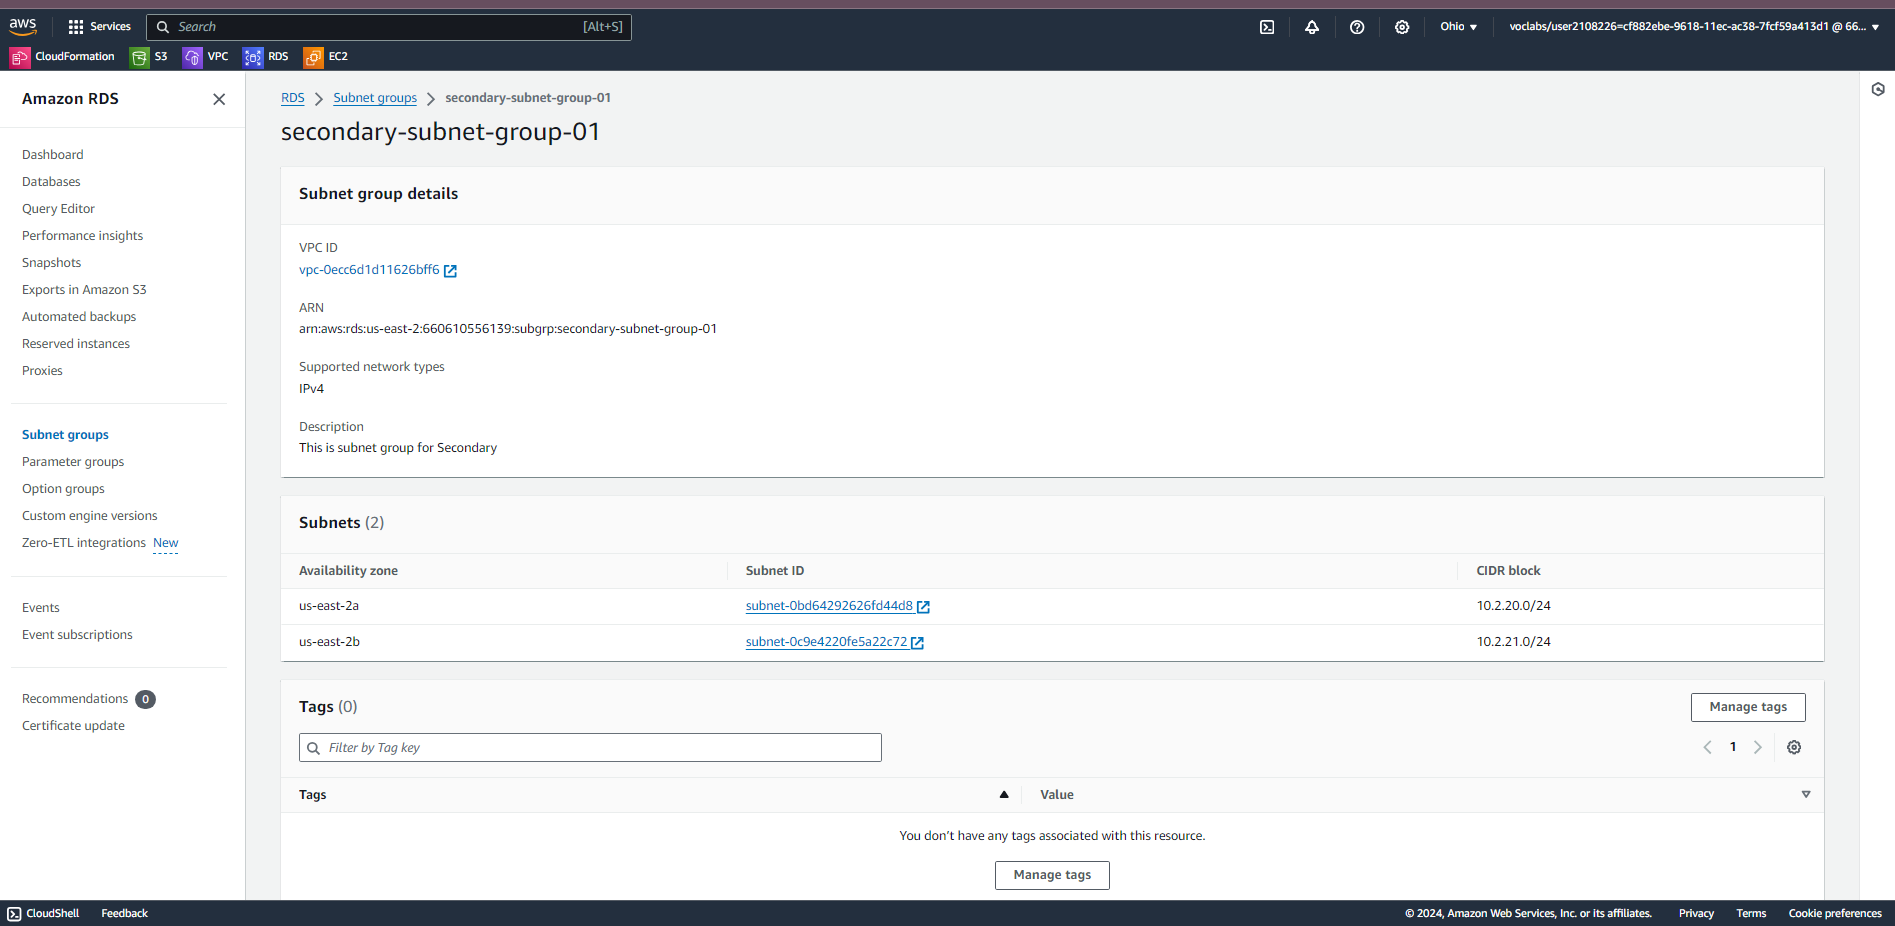 aws
Services
Search
[Alt+S]
Ohio ▼
voclabs/user2108226=cf882ebe-9618-11ec-ac38-7fcf59a413d1 @ 66... ▼
CloudFormation
S3
VPC
RDS
EC2
Amazon RDS
Dashboard
Databases
Query Editor
Performance insights
Snapshots
Exports in Amazon S3
Automated backups
Reserved instances
Proxies
Subnet groups
Parameter groups
Option groups
Custom engine versions
Zero-ETL integrations New
Events
Event subscriptions
Recommendations 0
Certificate update
RDS > Subnet groups > secondary-subnet-group-01
secondary-subnet-group-01
Subnet group details
VPC ID
vpc-0ecc6d1d11626bff6
ARN
arn:aws:rds:us-east-2:660610556139:subgrp:secondary-subnet-group-01
Supported network types
IPv4
Description
This is subnet group for Secondary
Subnets (2)
Availability zone Subnet ID CIDR block
us-east-2a subnet-0bd64292626fd44d8 10.2.20.0/24
us-east-2b subnet-0c9e4220fe5a22c72 10.2.21.0/24
Tags (0)
Manage tags
Filter by Tag key
1
Tags Value
You don't have any tags associated with this resource.
Manage tags
CloudShell Feedback
© 2024, Amazon Web Services, Inc. or its affiliates. Privacy Terms Cookie preferences